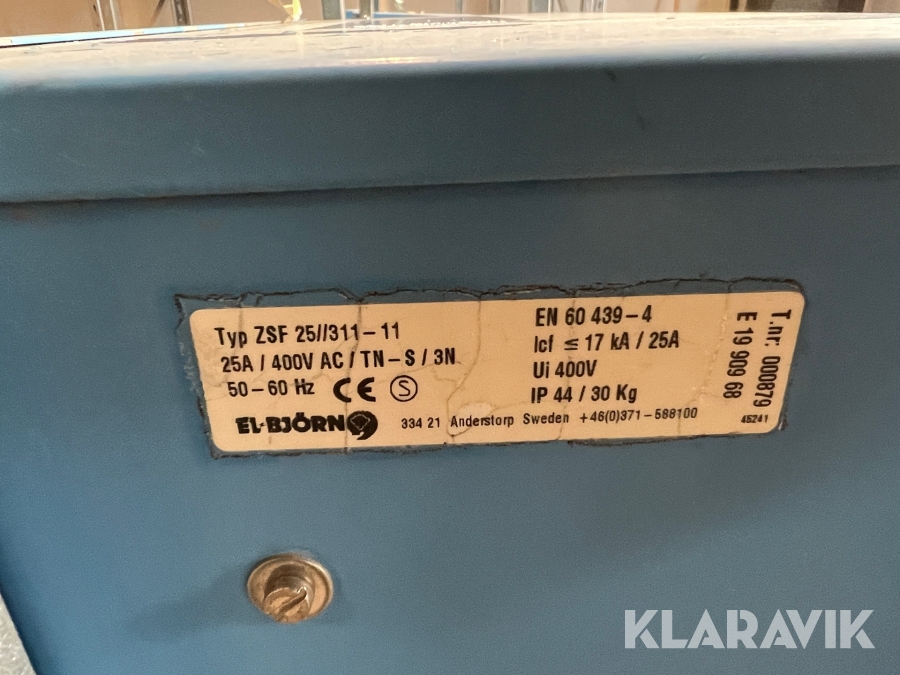 Typ ZSF 25//311-11
25A / 400V AC / TN-S / 3N
50-60 Hz CE S
EL-BJÖRN
EN 60 439-4
Icf ≤ 17 kA / 25A
Ui 400V
IP 44 / 30 Kg
334 21 Anderstorp Sweden +46(0)371-588100
T.nr: 000879
E 19 909 68
45241
KLARAVIK